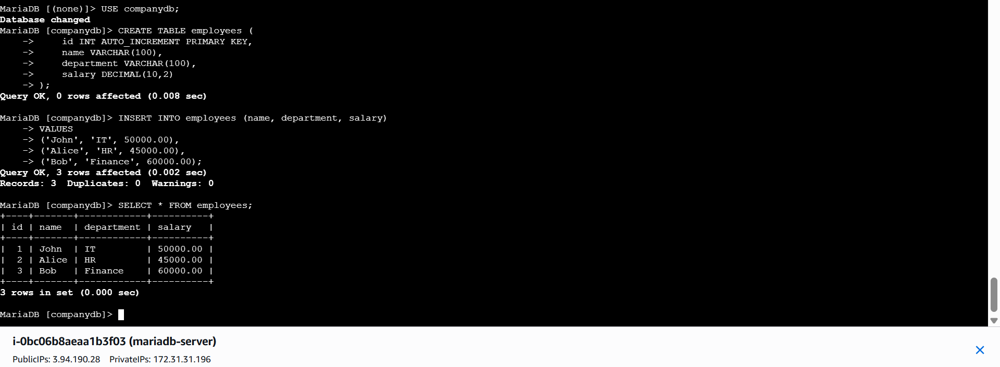 MariaDB [(none)]> USE companydb;
Database changed
MariaDB [companydb]> CREATE TABLE employees (
    ->     id INT AUTO_INCREMENT PRIMARY KEY,
    ->     name VARCHAR(100),
    ->     department VARCHAR(100),
    ->     salary DECIMAL(10,2)
    -> );
Query OK, 0 rows affected (0.008 sec)

MariaDB [companydb]> INSERT INTO employees (name, department, salary)
    -> VALUES
    -> ('John', 'IT', 50000.00),
    -> ('Alice', 'HR', 45000.00),
    -> ('Bob', 'Finance', 60000.00);
Query OK, 3 rows affected (0.002 sec)
Records: 3  Duplicates: 0  Warnings: 0

MariaDB [companydb]> SELECT * FROM employees;
+----+-------+------------+----------+
| id | name  | department | salary   |
+----+-------+------------+----------+
|  1 | John  | IT         | 50000.00 |
|  2 | Alice | HR         | 45000.00 |
|  3 | Bob   | Finance    | 60000.00 |
+----+-------+------------+----------+
3 rows in set (0.000 sec)

MariaDB [companydb]>
i-0bc06b8aeaa1b3f03 (mariadb-server)
PublicIPs: 3.94.190.28    PrivateIPs: 172.31.31.196